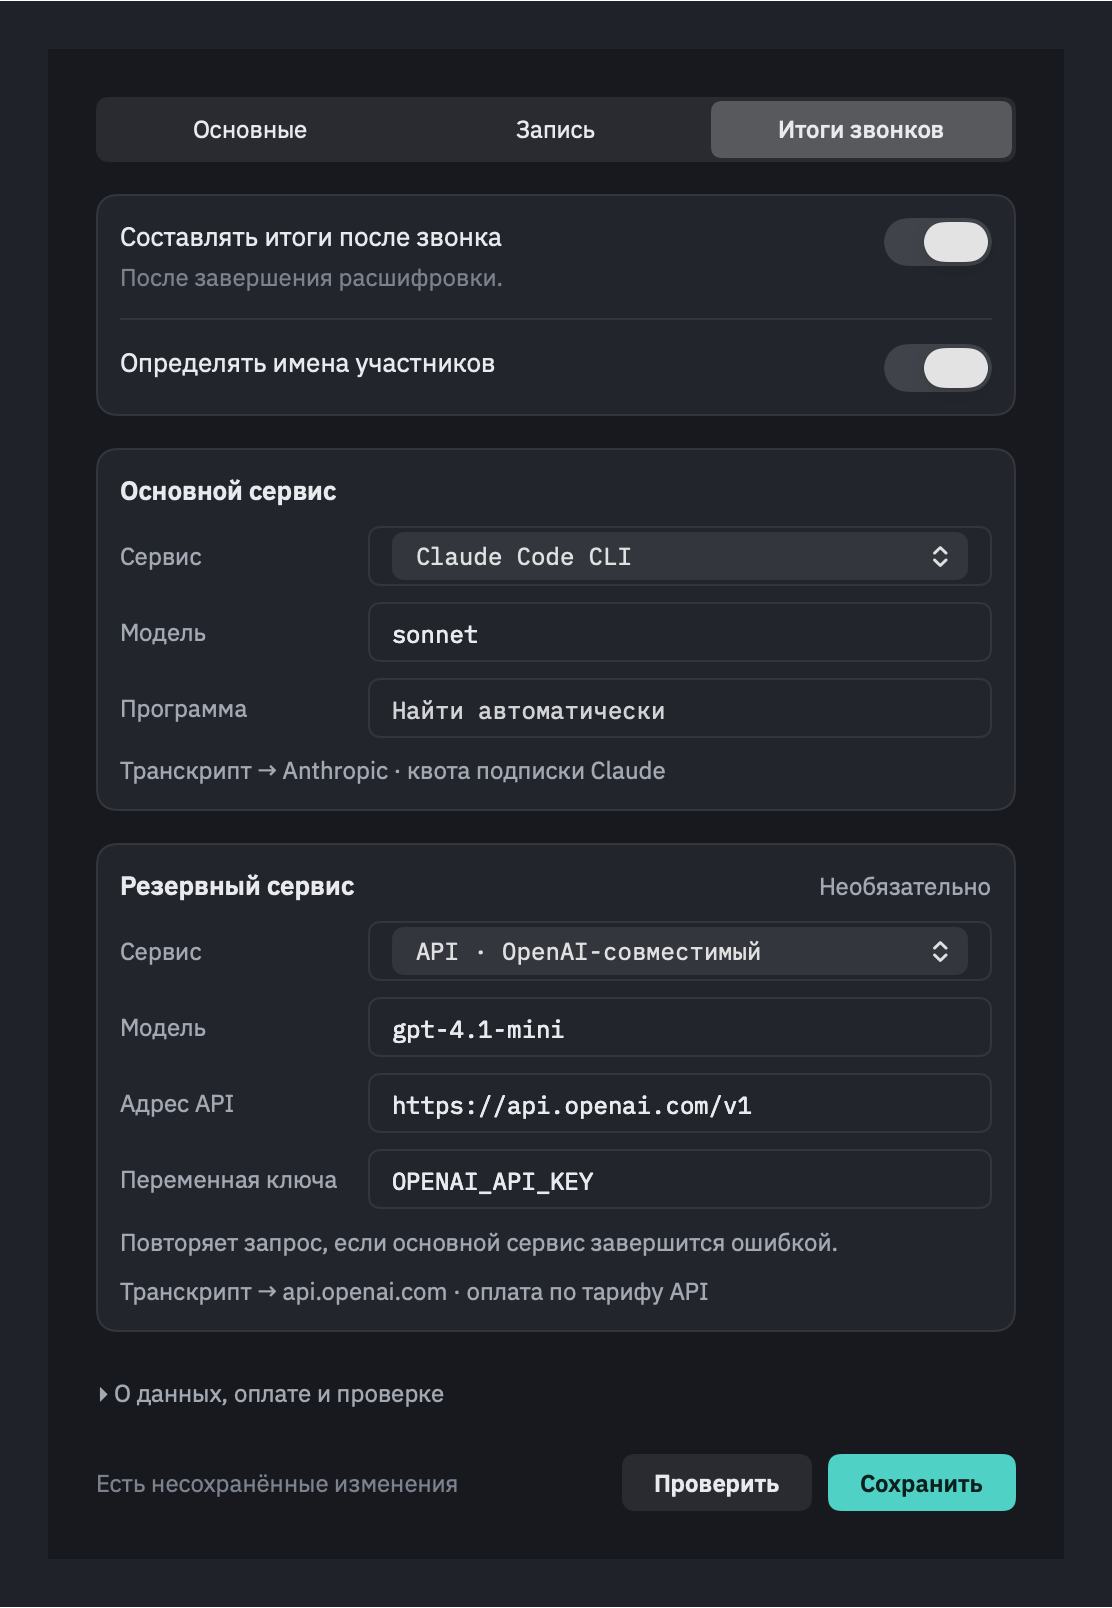 Основные
Запись
Итоги звонков
Составлять итоги после звонка
После завершения расшифровки.
Определять имена участников
Основной сервис
Сервис
Claude Code CLI
Модель
sonnet
Программа
Найти автоматически
Транскрипт → Anthropic · квота подписки Claude
Резервный сервис
Необязательно
Сервис
API · OpenAI-совместимый
Модель
gpt-4.1-mini
Адрес API
https://api.openai.com/v1
Переменная ключа
OPENAI_API_KEY
Повторяет запрос, если основной сервис завершится ошибкой.
Транскрипт → api.openai.com · оплата по тарифу API
О данных, оплате и проверке
Есть несохранённые изменения
Проверить
Сохранить